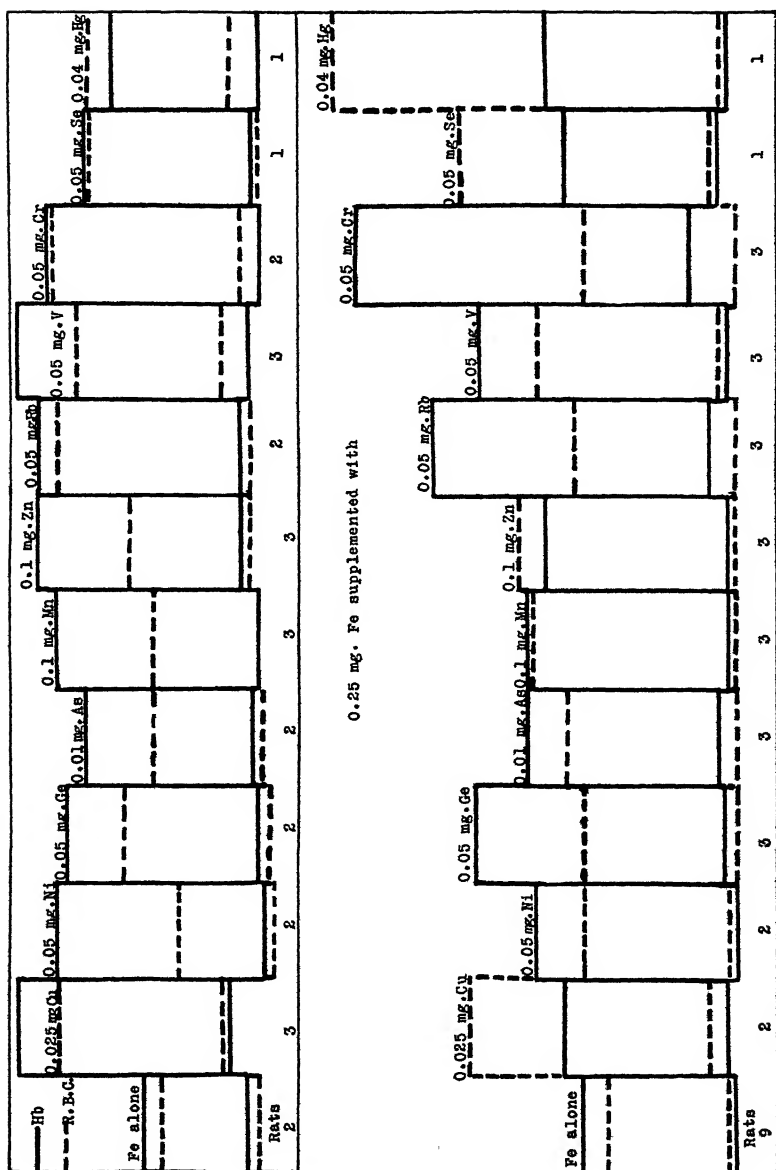 Hb
R.B.C.
Fe alone
0.025 mgCu
0.05 mg.Ni
0.05 mg.Ge
0.01 mg.As
0.1 mg.Mn
0.1 mg.Zn
0.05 mgRb
0.05 mg.V
0.05 mg.Cr
0.05 mg.Se
0.04 mg.Hg
Rats
2 3 2 2 2 3 3 2 3 2 1 1
0.25 mg. Fe supplemented with
Fe alone
0.025 mg.Cu
0.05 mg.Ni
0.05 mg.Ge
0.01 mg.As
0.1 mg.Mn
0.1 mg.Zn
0.05 mg.Rb
0.05 mg.V
0.05 mg.Cr
0.05 mg.Se
0.04 mg.Hg
Rats
9 2 2 3 3 3 3 3 3 3 1 1